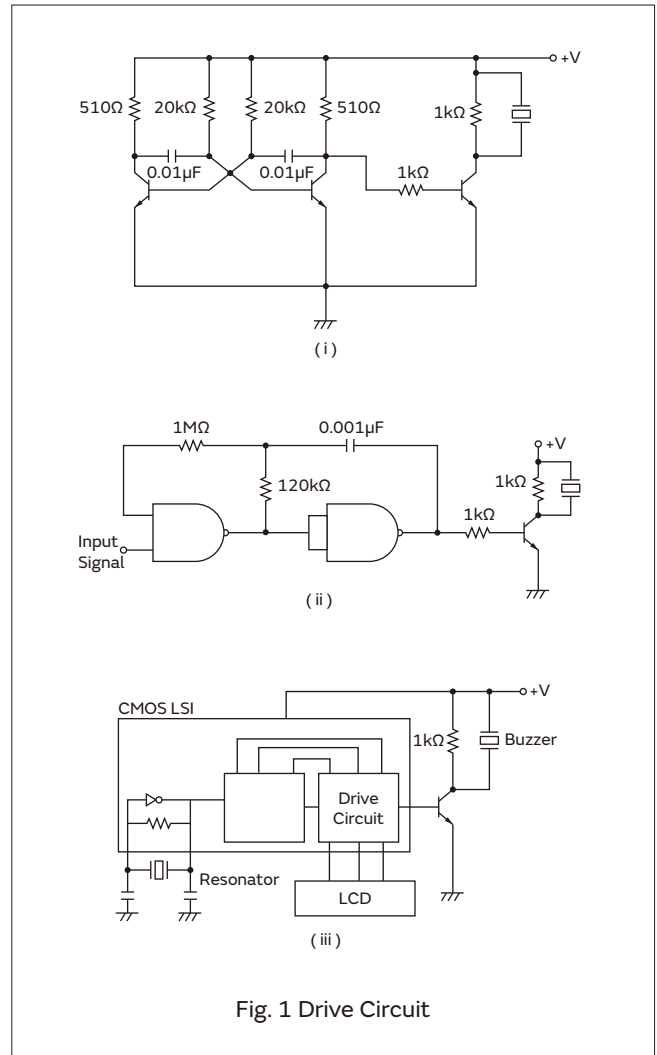 +V
510Ω 20kΩ 20kΩ 510Ω 1kΩ
0.01μF 0.01μF 1kΩ
( i )
1MΩ 0.001μF
+V
120kΩ 1kΩ
1kΩ
Input
Signal
( ii )
+V
CMOS LSI
1kΩ Buzzer
Drive
Circuit
Resonator
LCD
( iii )
Fig. 1 Drive Circuit